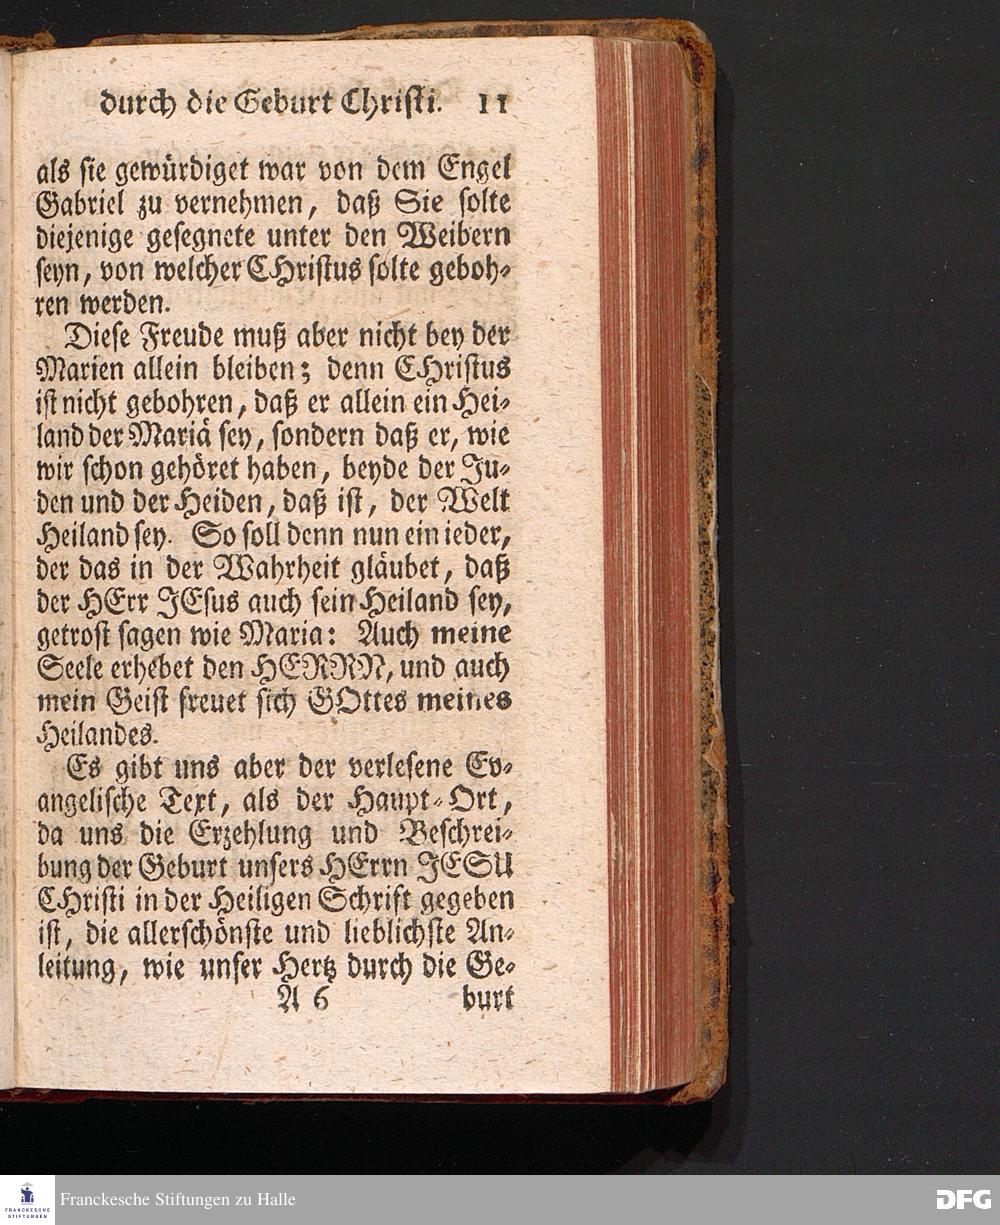 durch die Geburt Christi. 11
als sie gewürdiget war von dem Engel
Gabriel zu vernehmen, daß Sie solte
diejenige gesegnete unter den Weibern
seyn, von welcher CHristus solte geboh-
ren werden.
Diese Freude muß aber nicht bey der
Marien allein bleiben; denn CHristus
ist nicht gebohren, daß er allein ein Hei-
land der Mariä sey, sondern daß er, wie
wir schon gehöret haben, beyde der Ju-
den und der Heiden, daß ist, der Welt
Heiland sey. So soll denn nun ein ieder,
der das in der Wahrheit gläubet, daß
der HErr JEsus auch sein Heiland sey,
getrost sagen wie Maria: Auch meine
Seele erhebet den HERRN, und auch
mein Geist freuet sich GOttes meines
Heilandes.
Es gibt uns aber der verlesene Ev-
angelische Text, als der Haupt-Ort,
da uns die Erzehlung und Beschrei-
bung der Geburt unsers HErrn JESU
CHristi in der Heiligen Schrift gegeben
ist, die allerschönste und lieblichste An-
leitung, wie unser Hertz durch die Ge-
A 6 burt
FRANCKESCHE
STIFTUNGEN
Franckesche Stiftungen zu Halle
DFG